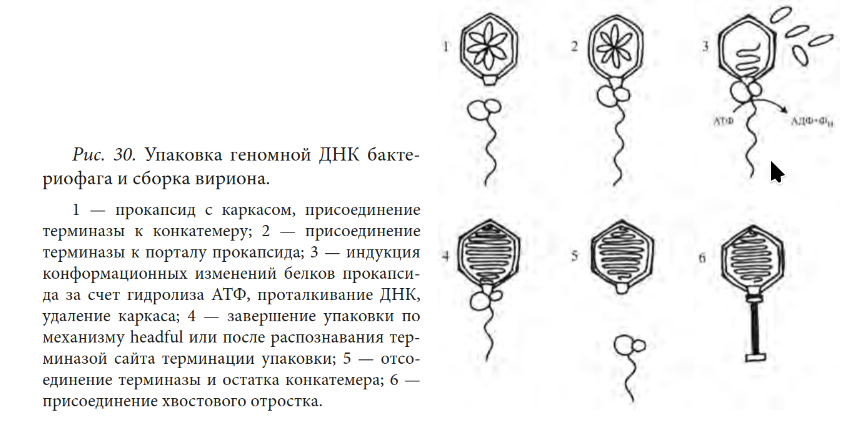 Рис. 30. Упаковка геномной ДНК бакте-
риофага и сборка вириона.
1 — прокапсид с каркасом, присоединение
терминазы к конкатемеру; 2 — присоединение
терминазы к порталу прокапсида; 3 — индукция
конформационных изменений белков прокапси-
да за счет гидролиза АТФ, проталкивание ДНК,
удаление каркаса; 4 — завершение упаковки по
механизму headful или после распознавания тер-
миназой сайта терминации упаковки; 5 — отсо-
единение терминазы и остатка конкатемера; 6 —
присоединение хвостового отростка.
1
2
3
АТФ
АДФ+Фн
4
5
6